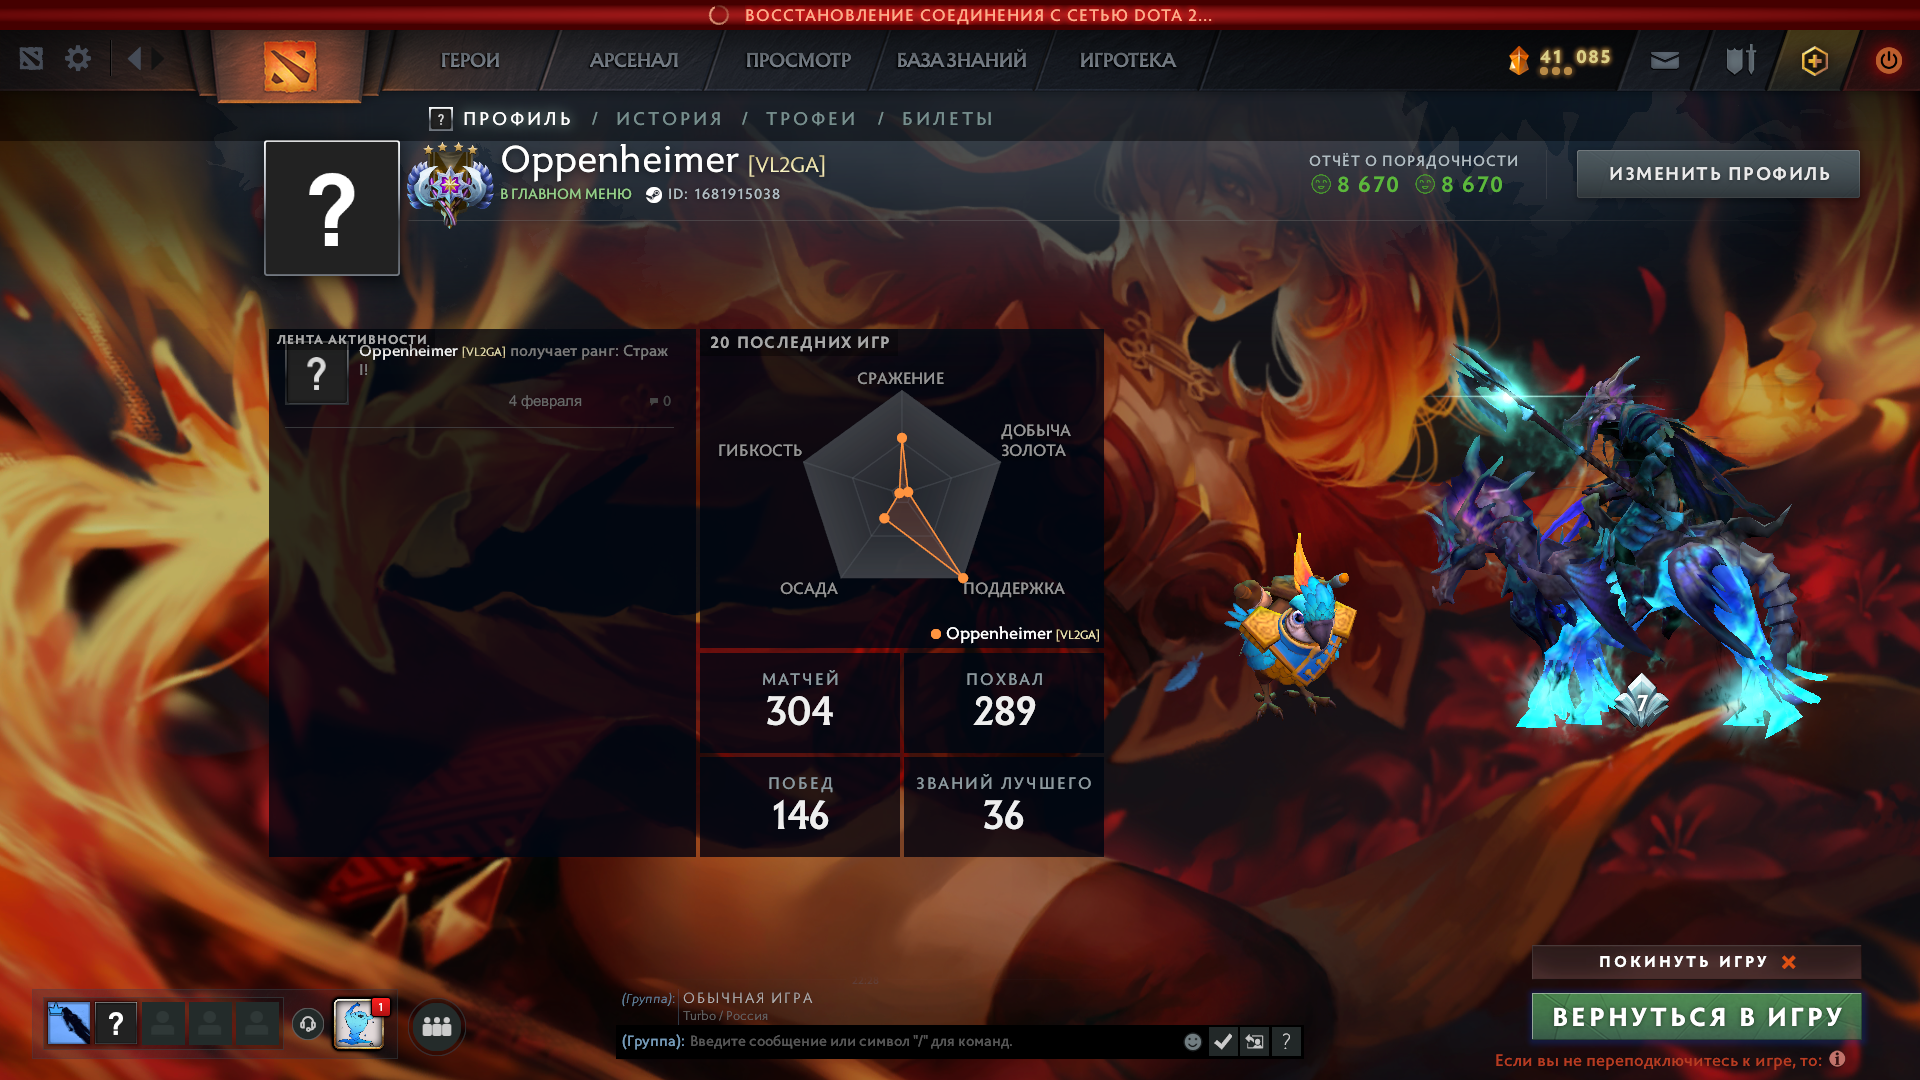 ВОССТАНОВЛЕНИЕ СОЕДИНЕНИЯ С СЕТЬЮ DOTA 2...
ГЕРОИ
АРСЕНАЛ
ПРОСМОТР
БАЗА ЗНАНИЙ
ИГРОТЕКА
41 085
? ПРОФИЛЬ / ИСТОРИЯ / ТРОФЕИ / БИЛЕТЫ
?
Oppenheimer [VL2GA]
В ГЛАВНОМ МЕНЮ ID: 1681915038
ОТЧЁТ О ПОРЯДОЧНОСТИ
8 670 8 670
ИЗМЕНИТЬ ПРОФИЛЬ
ЛЕНТА АКТИВНОСТИ
?
Oppenheimer [VL2GA] получает ранг: Страж
I!
4 февраля
0
20 ПОСЛЕДНИХ ИГР
СРАЖЕНИЕ
ДОБЫЧА
ЗОЛОТА
ГИБКОСТЬ
ОСАДА
ПОДДЕРЖКА
Oppenheimer [VL2GA]
МАТЧЕЙ
304
ПОХВАЛ
289
ПОБЕД
146
ЗВАНИЙ ЛУЧШЕГО
36
7
ПОКИНУТЬ ИГРУ
ВЕРНУТЬСЯ В ИГРУ
Если вы не переподключитесь к игре, то:
?
1
(Группа): ОБЫЧНАЯ ИГРА
Turbo / Россия
(Группа): Введите сообщение или символ "/" для команд.
?